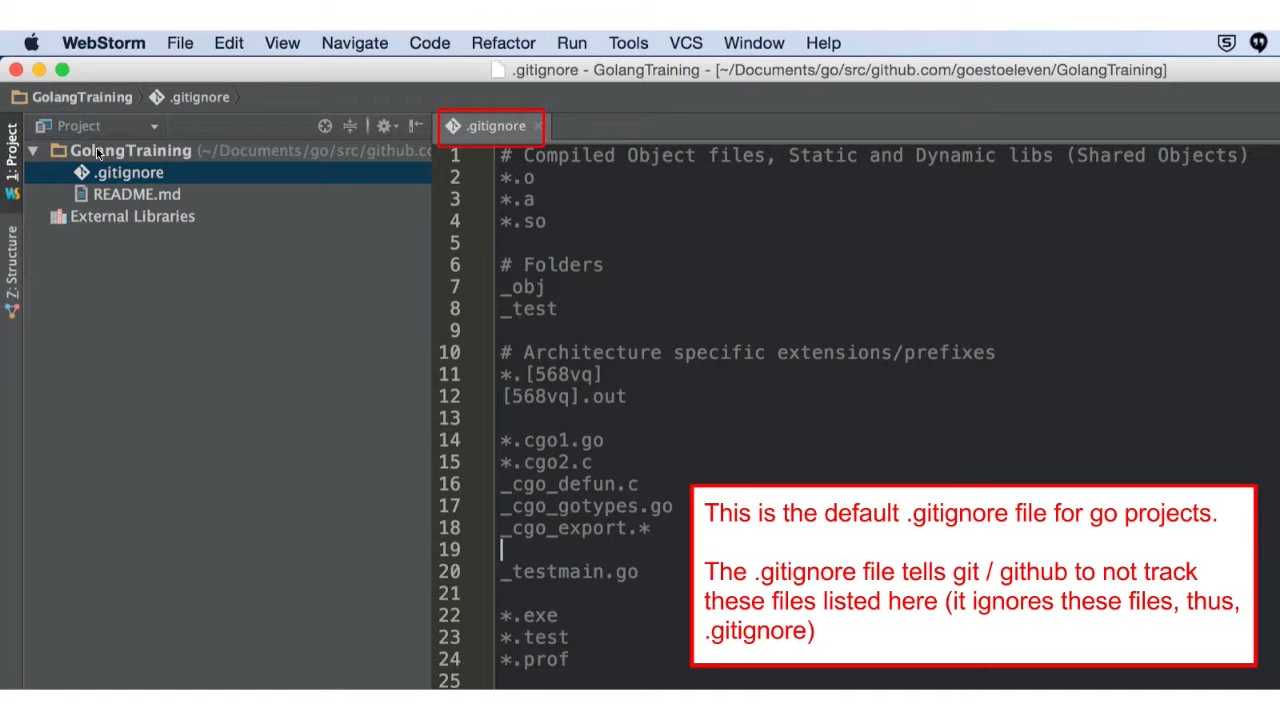 WebStorm File Edit View Navigate Code Refactor Run Tools VCS Window Help
.gitignore - GolangTraining - [~/Documents/go/src/github.com/goestoeleven/GolangTraining]
GolangTraining .gitignore
1: Project
Z: Structure
Project
GolangTraining (~/Documents/go/src/github.cc
.gitignore
README.md
External Libraries
.gitignore
1 # Compiled Object files, Static and Dynamic libs (Shared Objects)
2 *.o
3 *.a
4 *.so
5
6 # Folders
7 _obj
8 _test
9
10 # Architecture specific extensions/prefixes
11 *.[568vq]
12 [568vq].out
13
14 *.cgo1.go
15 *.cgo2.c
16 _cgo_defun.c
17 _cgo_gotypes.go
18 _cgo_export.*
19
20 _testmain.go
21
22 *.exe
23 *.test
24 *.prof
25
This is the default .gitignore file for go projects.
The .gitignore file tells git / github to not track
these files listed here (it ignores these files, thus,
.gitignore)